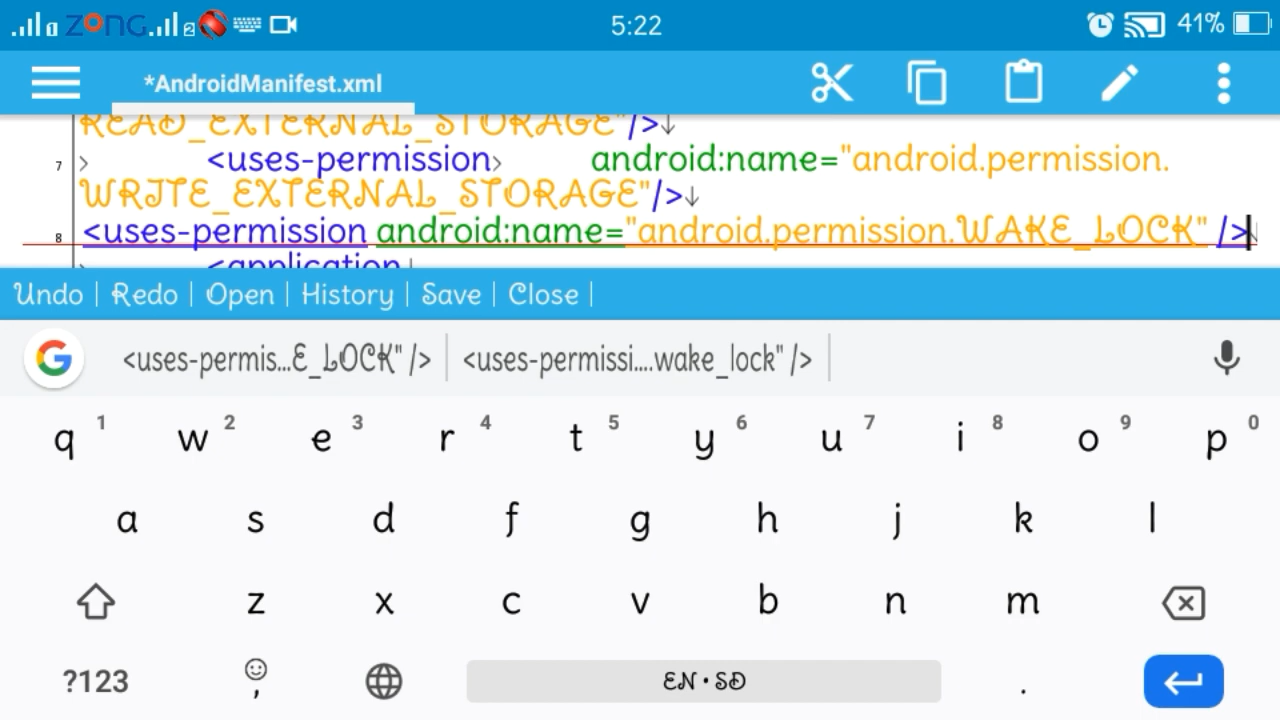 ZONG 2 5:22 41%
*AndroidManifest.xml
READ_EXTERNAL_STORAGE"/>↓
7 > <uses-permission> android:name="android.permission.
WRITE_EXTERNAL_STORAGE"/>↓
8 <uses-permission android:name="android.permission.WAKE_LOCK" />
> <application
Undo | Redo | Open | History | Save | Close |
G <uses-permis...E_LOCK" /> <uses-permissi....wake_lock" />
q 1 w 2 e 3 r 4 t 5 y 6 u 7 i 8 o 9 p 0
a s d f g h j k l
z x c v b n m
?123 , EN • SD .